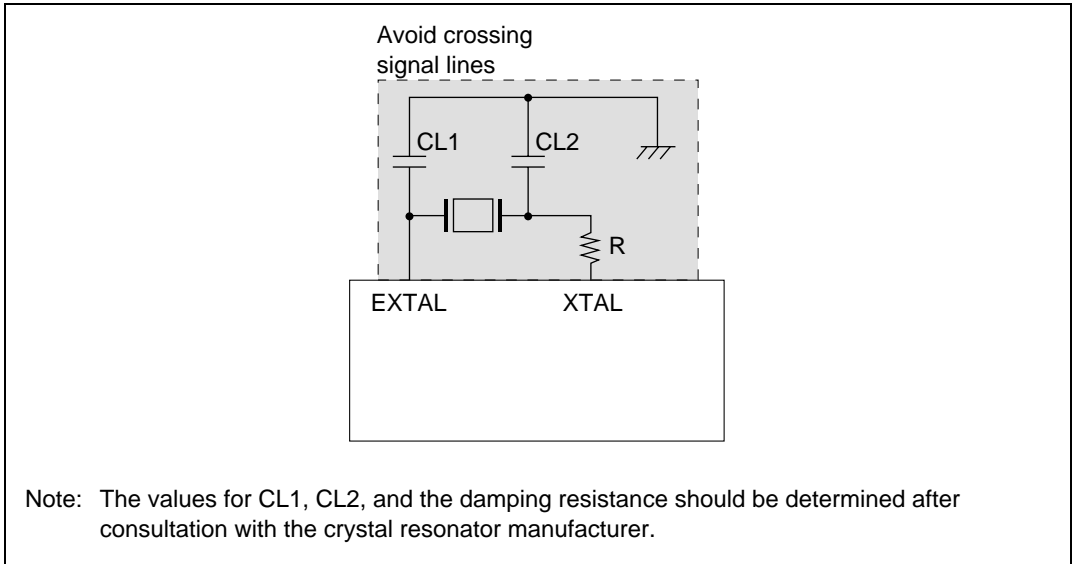 Avoid crossing
signal lines
CL1
CL2
R
EXTAL
XTAL
Note: The values for CL1, CL2, and the damping resistance should be determined after
consultation with the crystal resonator manufacturer.